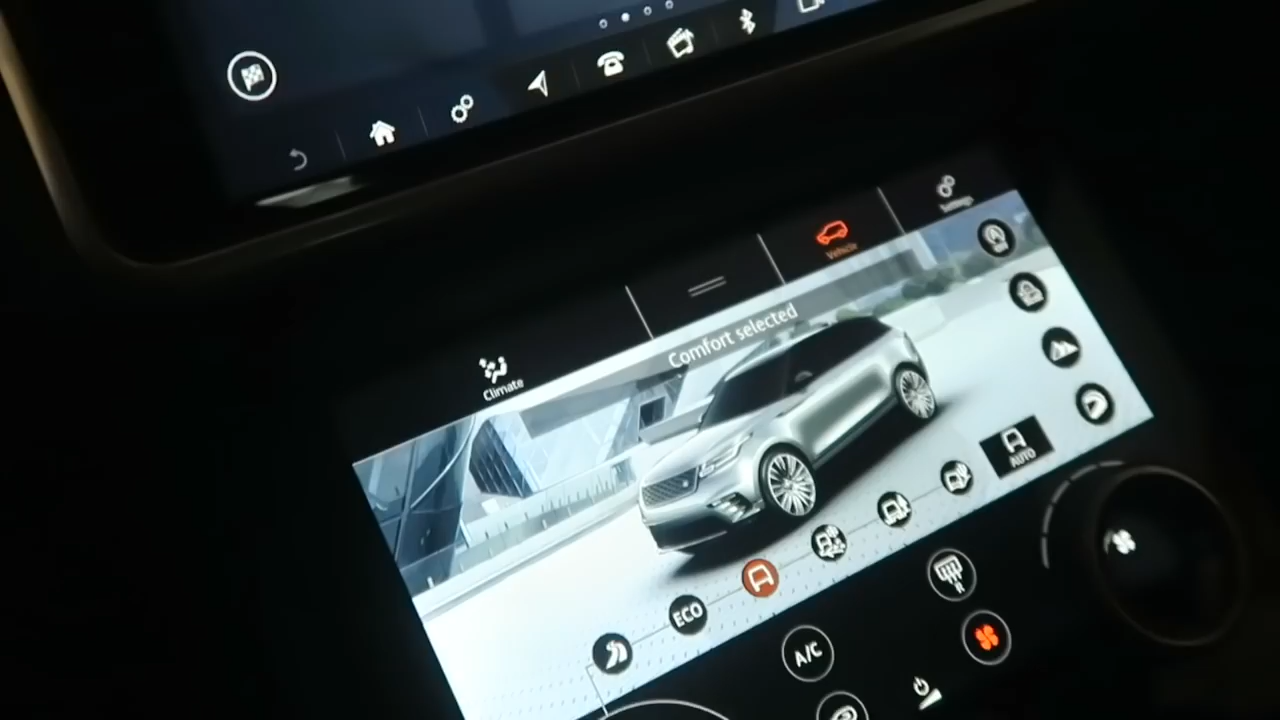 Settings
Vehicle
Comfort selected
Climate
AUTO
ECO
A/C
R